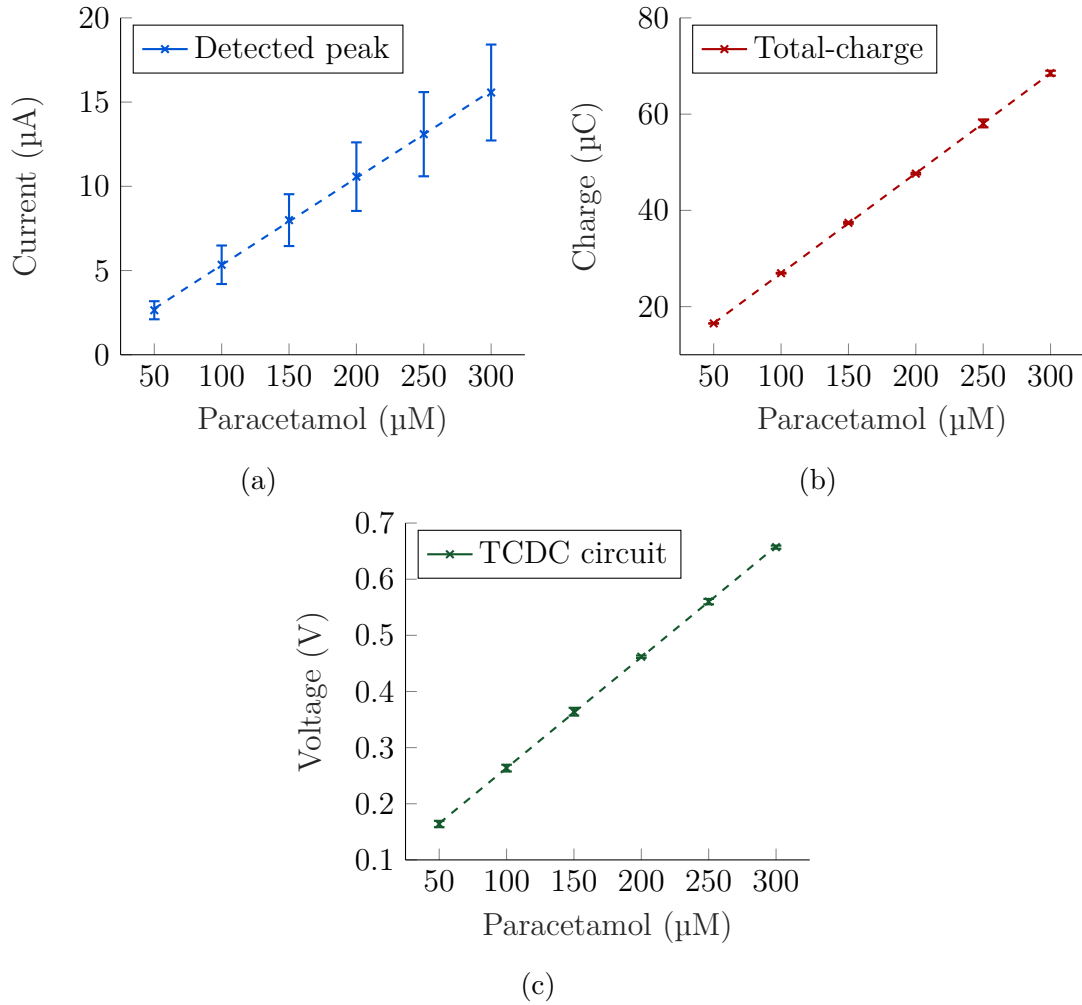 20
15
10
5
0
Current (µA)
Detected peak
50 100 150 200 250 300
Paracetamol (µM)
(a)
80
60
40
20
Charge (µC)
Total-charge
50 100 150 200 250 300
Paracetamol (µM)
(b)
0.7
0.6
0.5
0.4
0.3
0.2
0.1
Voltage (V)
TCDC circuit
50 100 150 200 250 300
Paracetamol (µM)
(c)